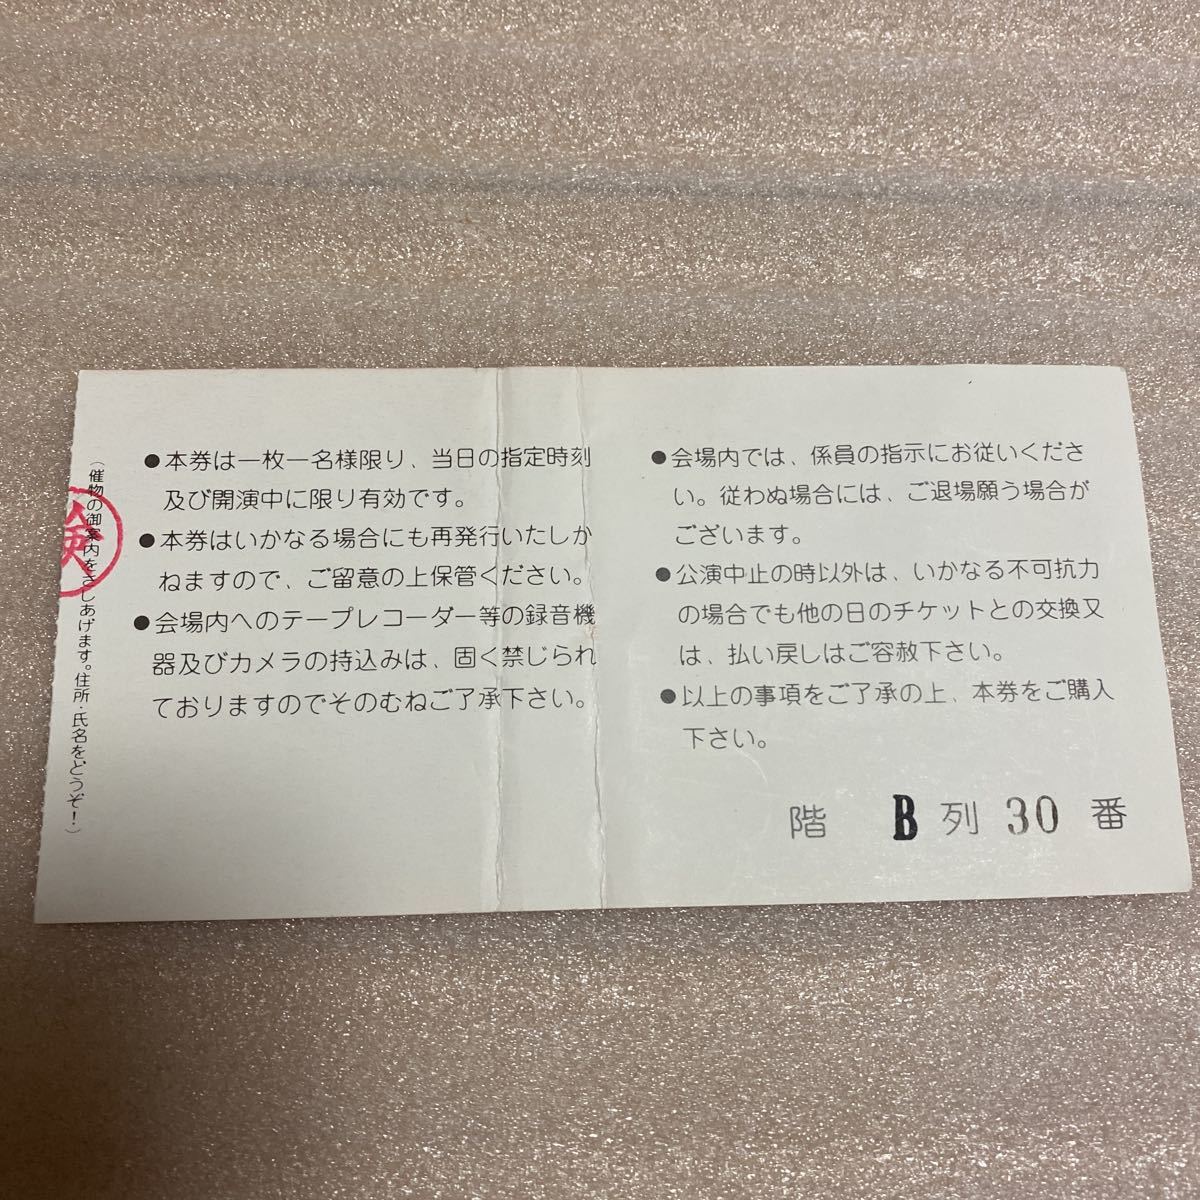 （催物の御案内をさしあげます。住所・氏名をどうぞ！）
検
●本券は一枚一名様限り、当日の指定時刻
及び開演中に限り有効です。
●本券はいかなる場合にも再発行いたしか
ねますので、ご留意の上保管ください。
●会場内へのテープレコーダー等の録音機
器及びカメラの持込みは、固く禁じられ
ておりますのでそのむねご了承下さい。
●会場内では、係員の指示にお従いくださ
い。従わぬ場合には、ご退場願う場合が
ございます。
●公演中止の時以外は、いかなる不可抗力
の場合でも他の日のチケットとの交換又
は、払い戻しはご容赦下さい。
●以上の事項をご了承の上、本券をご購入
下さい。
階 B 列 30 番